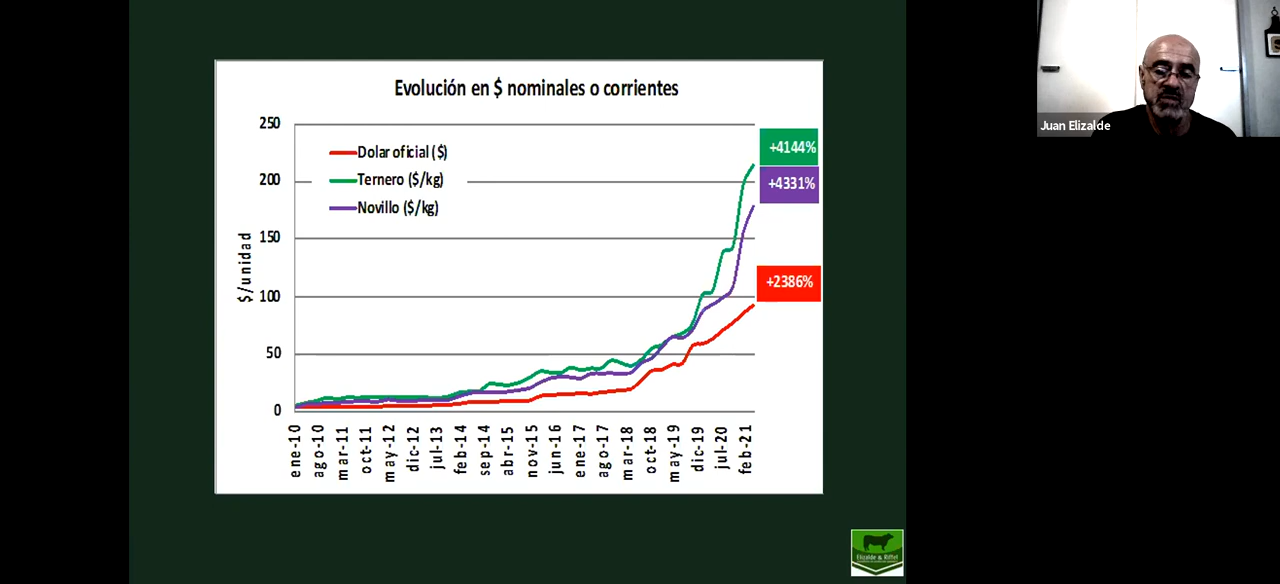 Evolución en $ nominales o corrientes
250
200
150
100
50
0
$/unidad
Dolar oficial ($)
Ternero ($/kg)
Novillo ($/kg)
+4144%
+4331%
+2386%
ene-10
ago-10
mar-11
oct-11
may-12
dic-12
jul-13
feb-14
sep-14
abr-15
nov-15
jun-16
ene-17
ago-17
mar-18
oct-18
may-19
dic-19
jul-20
feb-21
Juan Elizalde
Elizalde & Riffel